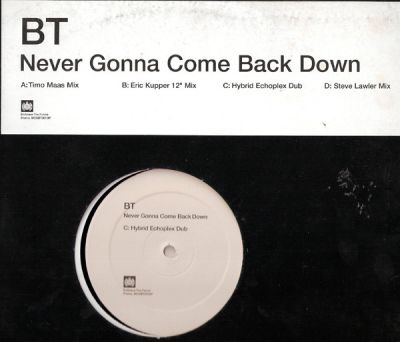 BT
Never Gonna Come Back Down
A: Timo Maas Mix B: Eric Kupper 12" Mix C: Hybrid Echoplex Dub D: Steve Lawler Mix
BT
Never Gonna Come Back Down
C: Hybrid Echoplex Dub